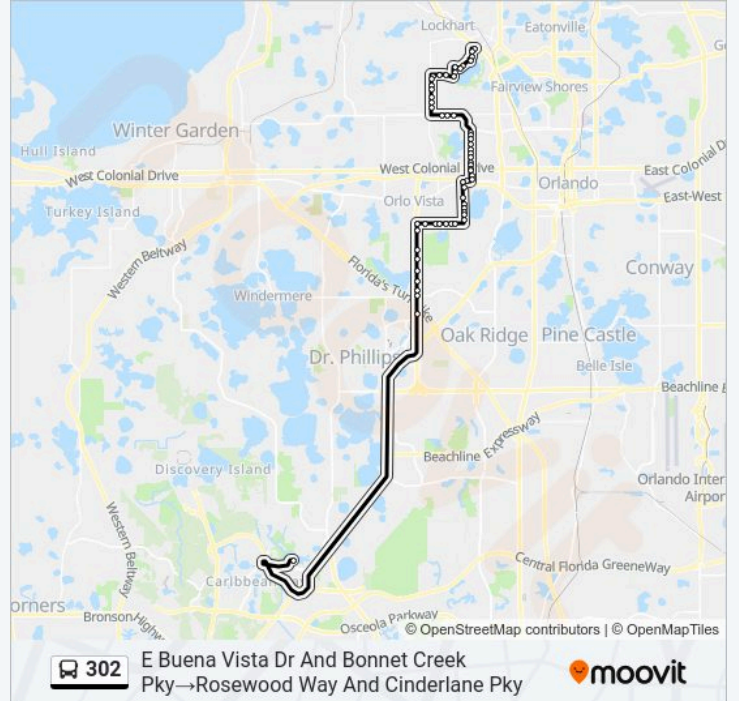 Lockhart
Eatonville
Fairview Shores
Winter Garden
Hull Island
West Colonial Drive
West Colonial Drive
East Colonial D
Orlo Vista
Orlando
East-West
Turkey Island
Western Beltway
Florida's Turnpike
Conway
Windermere
Oak Ridge
Pine Castle
Dr. Phillips
Belle Isle
Beachline E
Expressway
Beachline
Discovery Island
Orlando Inter
Airpor
Western Beltway
Central Florida GreeneWay
Caribbean
orners
Bronson
Highw
Osceola Parkway
© OpenStreetMap contributors | © OpenMapTiles
302
E Buena Vista Dr And Bonnet Creek
Pky→Rosewood Way And Cinderlane Pky
moovit